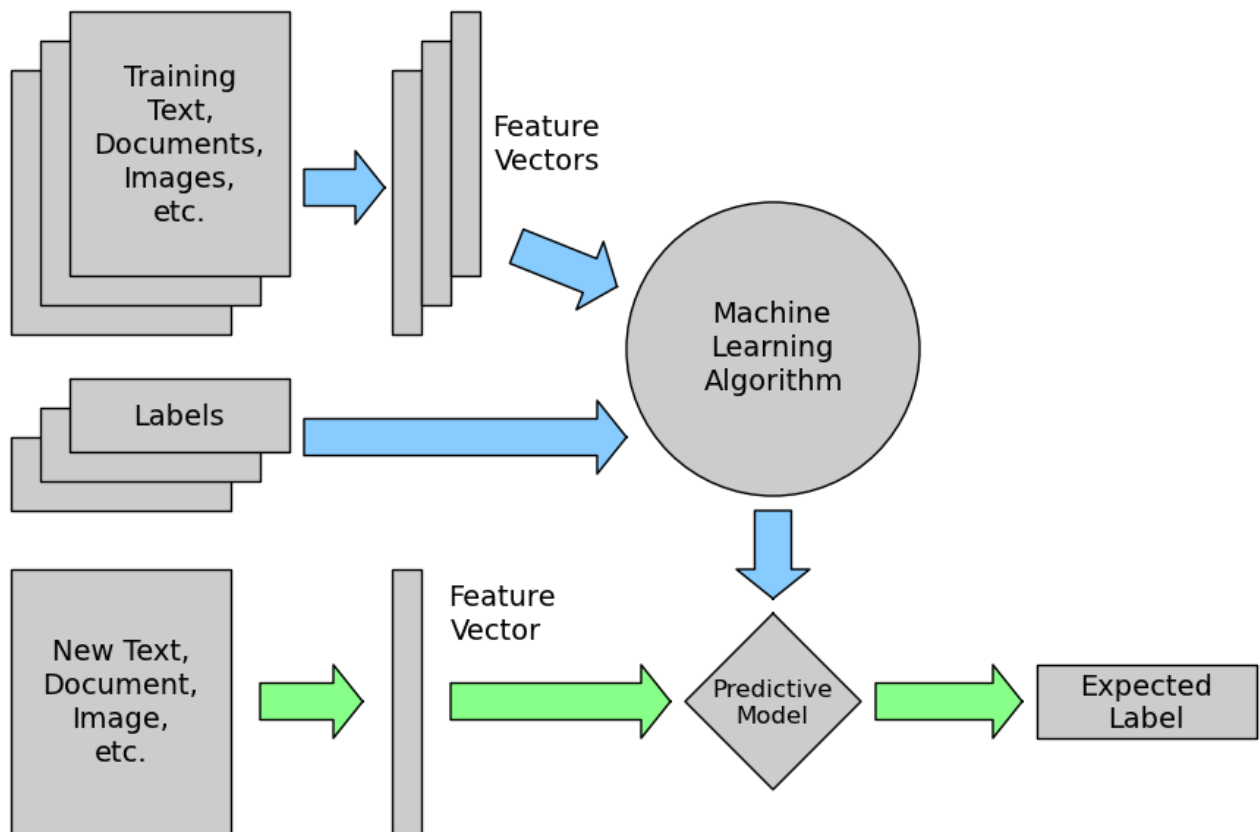 Training
Text,
Documents,
Images,
etc.
Feature
Vectors
Machine
Learning
Algorithm
Labels
New Text,
Document,
Image,
etc.
Feature
Vector
Predictive
Model
Expected
Label